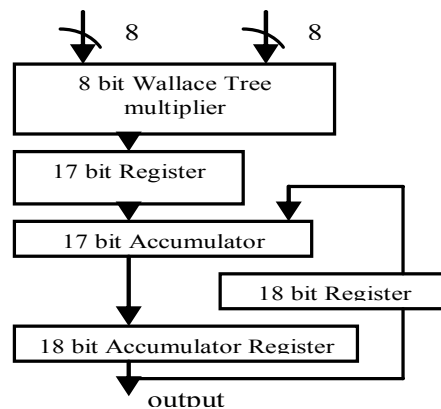 8 8
8 bit Wallace Tree
multiplier
17 bit Register
17 bit Accumulator
18 bit Register
18 bit Accumulator Register
output